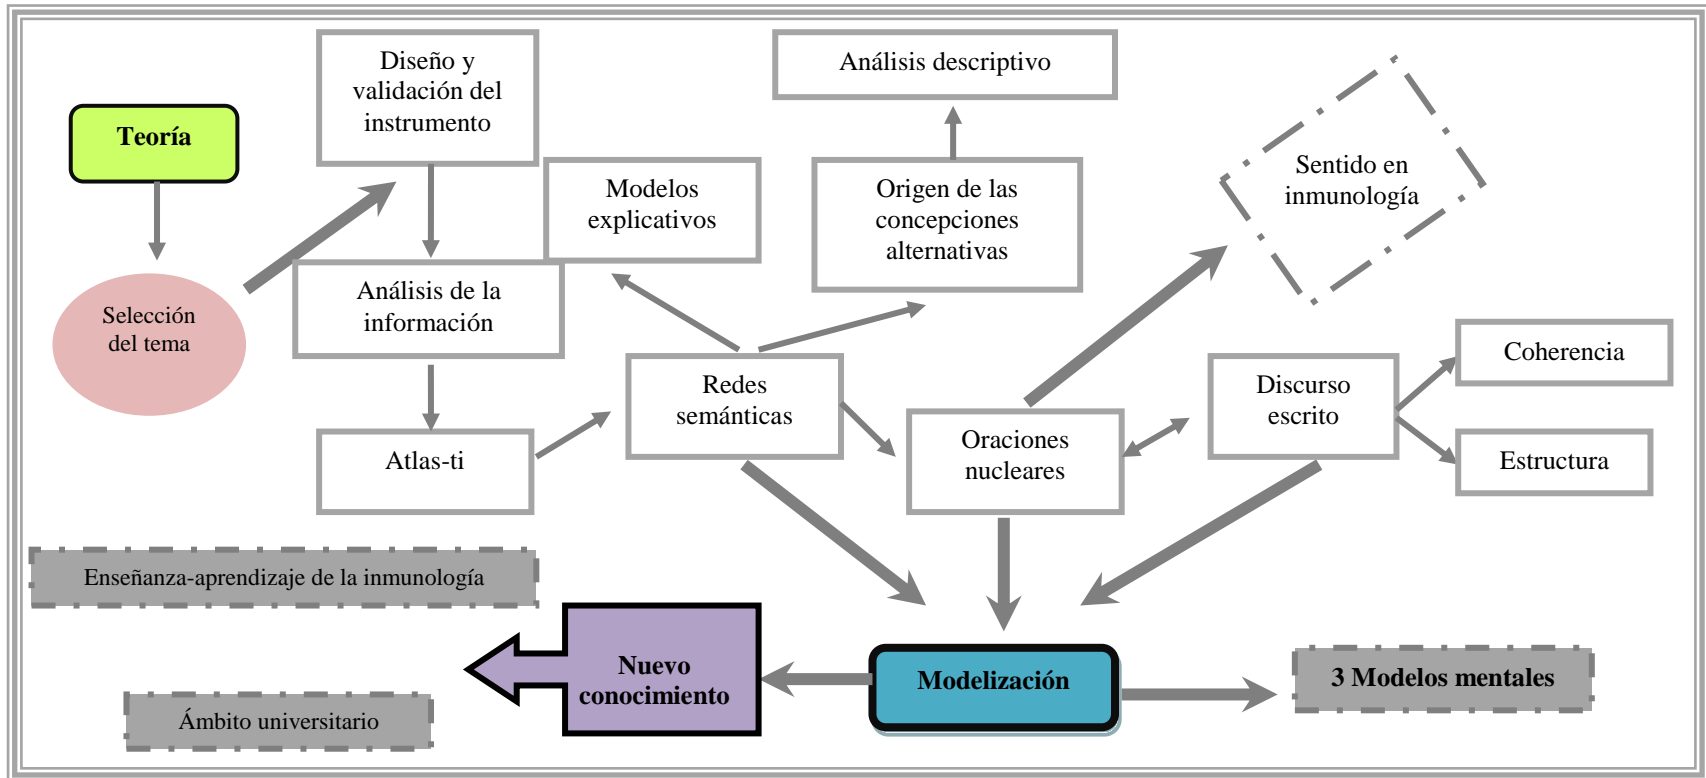 Teoría
Selección
del tema
Diseño y
validación del
instrumento
Análisis de la
información
Atlas-ti
Modelos
explicativos
Análisis descriptivo
Origen de las
concepciones
alternativas
Sentido en
inmunología
Redes
semánticas
Oraciones
nucleares
Discurso
escrito
Coherencia
Estructura
Enseñanza-aprendizaje de la inmunología
Ámbito universitario
Nuevo
conocimiento
Modelización
3 Modelos mentales